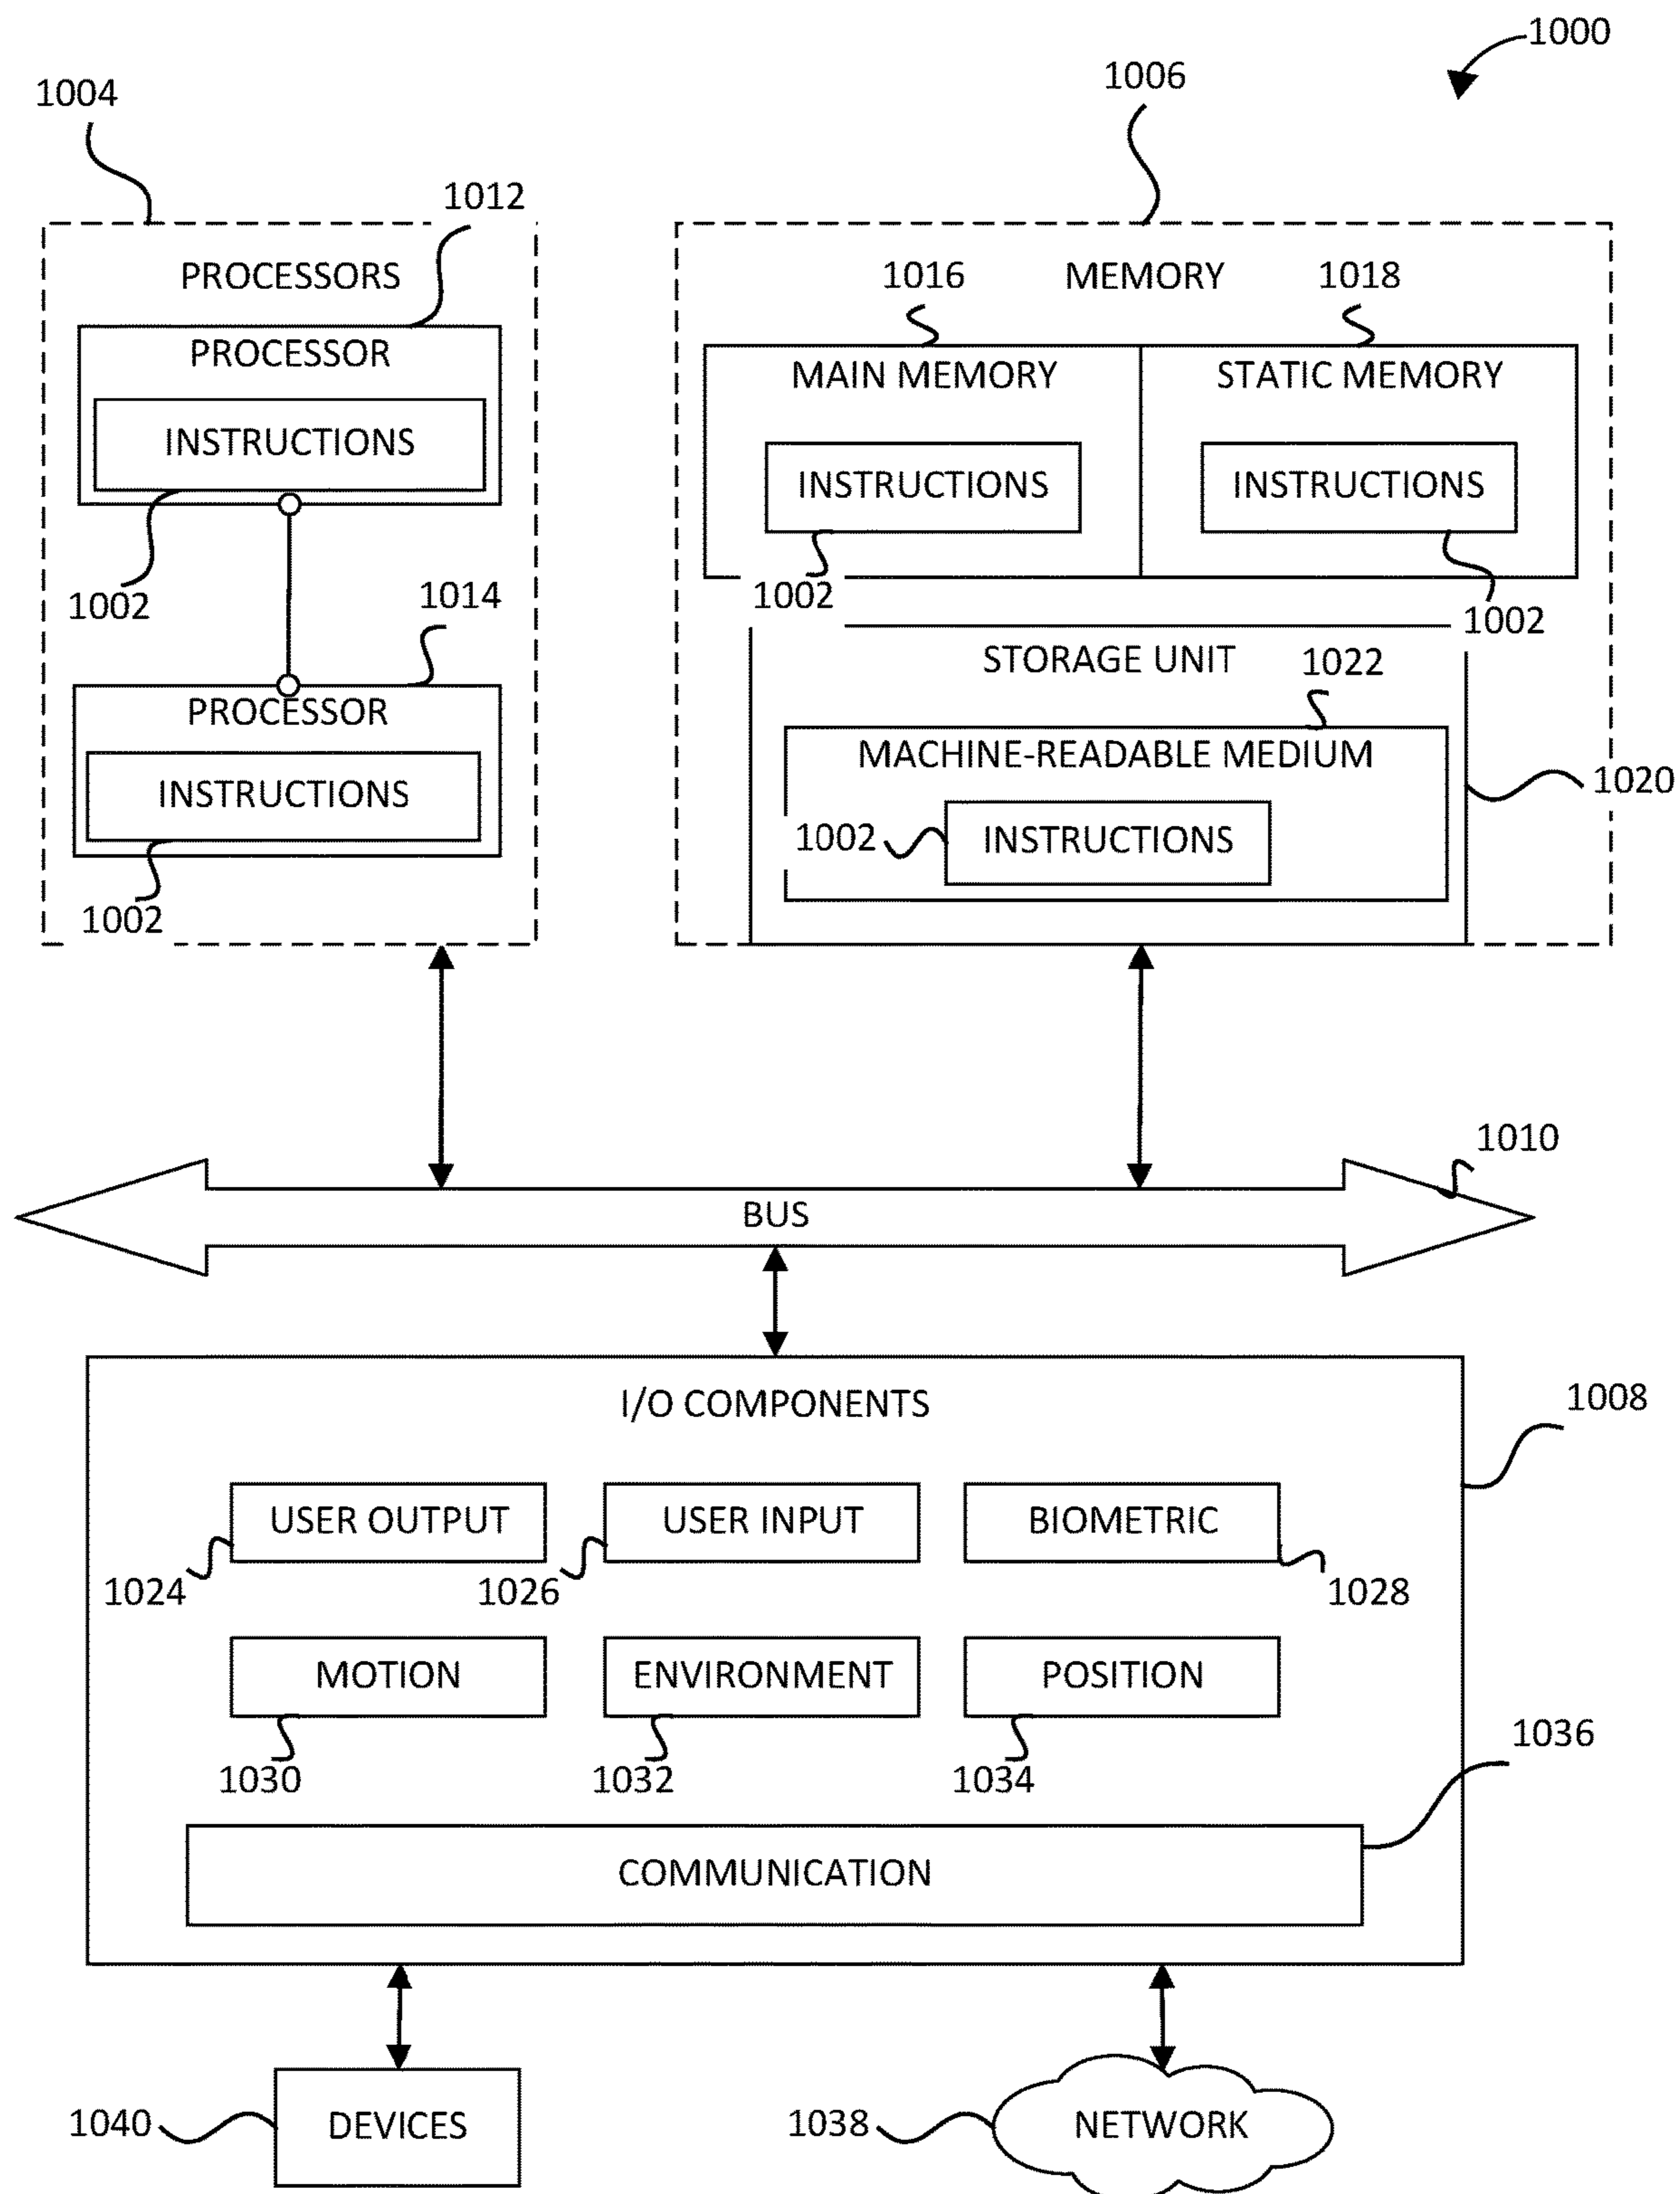 1000
1004
1006
1012
PROCESSORS
1016
MEMORY
1018
PROCESSOR
INSTRUCTIONS
MAIN MEMORY
STATIC MEMORY
INSTRUCTIONS
INSTRUCTIONS
1002
1014
1002
1002
STORAGE UNIT
1022
PROCESSOR
INSTRUCTIONS
MACHINE-READABLE MEDIUM
1020
1002
INSTRUCTIONS
1002
1010
BUS
I/O COMPONENTS
1008
USER OUTPUT
USER INPUT
BIOMETRIC
1024
1026
1028
MOTION
ENVIRONMENT
POSITION
1036
1030
1032
1034
COMMUNICATION
1040
DEVICES
1038
NETWORK